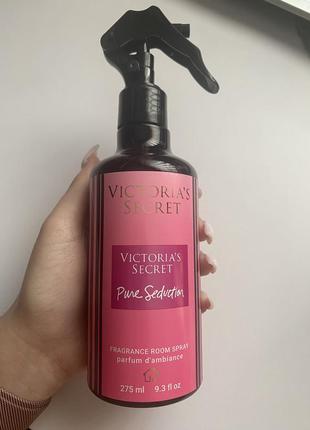 VICTORIA'S
SECRET
VICTORIA'S
SECRET
Pure Seduction
FRAGRANCE ROOM SPRAY
parfum d'ambiance
275 ml 9.3 fl oz